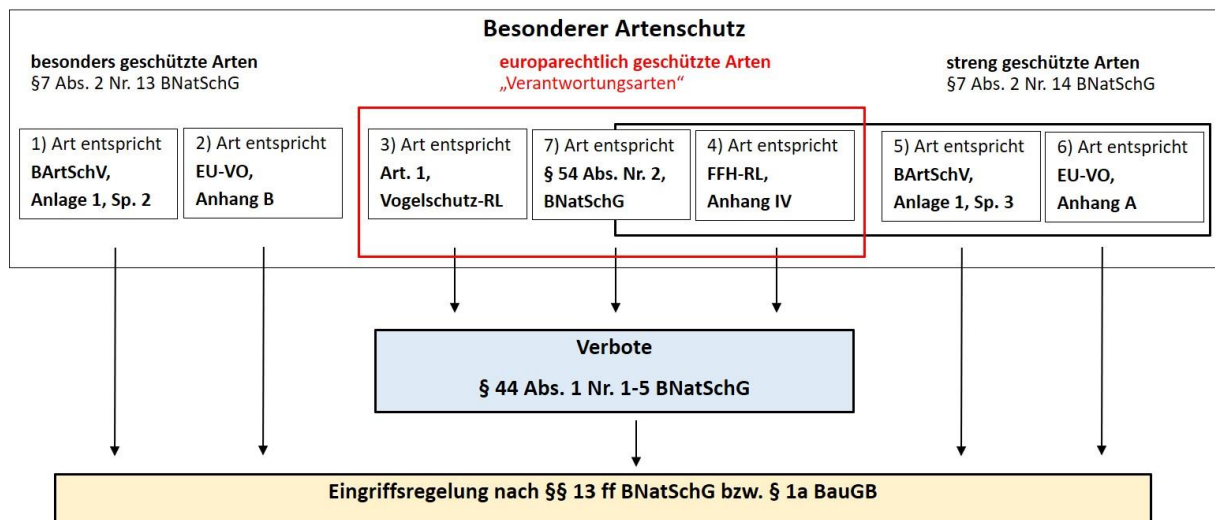 Besonderer Artenschutz
besonders geschützte Arten
§7 Abs. 2 Nr. 13 BNatSchG
europarechtlich geschützte Arten
„Verantwortungsarten“
streng geschützte Arten
§7 Abs. 2 Nr. 14 BNatSchG
1) Art entspricht
BArtSchV,
Anlage 1, Sp. 2
2) Art entspricht
EU-VO,
Anhang B
3) Art entspricht
Art. 1,
Vogelschutz-RL
7) Art entspricht
§ 54 Abs. Nr. 2,
BNatSchG
4) Art entspricht
FFH-RL,
Anhang IV
5) Art entspricht
BArtSchV,
Anlage 1, Sp. 3
6) Art entspricht
EU-VO,
Anhang A
Verbote
§ 44 Abs. 1 Nr. 1-5 BNatSchG
Eingriffsregelung nach §§ 13 ff BNatSchG bzw. § 1a BauGB